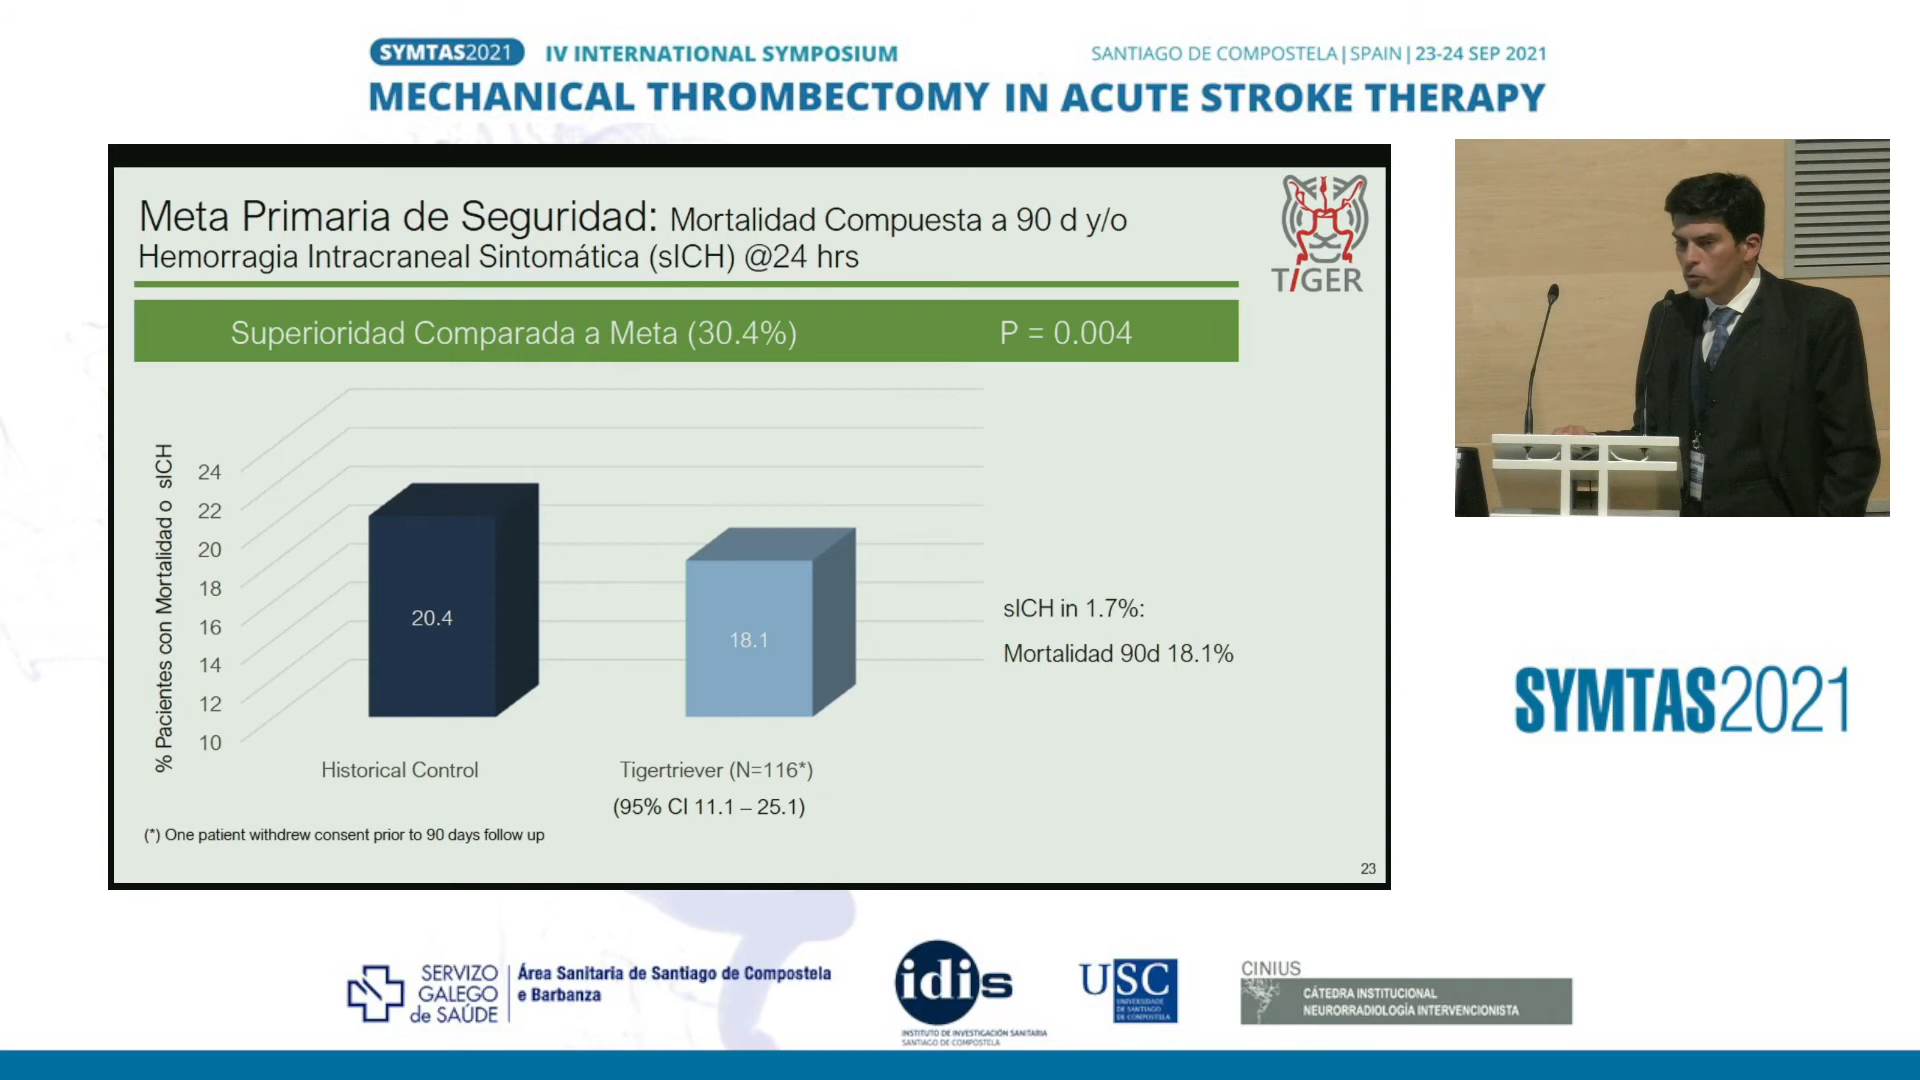 SYMTAS2021 IV INTERNATIONAL SYMPOSIUM SANTIAGO DE COMPOSTELA | SPAIN | 23-24 SEP 2021
MECHANICAL THROMBECTOMY IN ACUTE STROKE THERAPY
Meta Primaria de Seguridad: Mortalidad Compuesta a 90 d y/o
Hemorragia Intracraneal Sintomática (sICH) @24 hrs
TiGER
Superioridad Comparada a Meta (30.4%) P = 0.004
% Pacientes con Mortalidad o sICH
24
22
20
18
16
14
12
10
20.4
18.1
sICH in 1.7%:
Mortalidad 90d 18.1%
Historical Control
Tigertriever (N=116*)
(95% CI 11.1 – 25.1)
(*) One patient withdrew consent prior to 90 days follow up
23
SYMTAS2021
SERVIZO
GALEGO
de SAÚDE
Área Sanitaria de Santiago de Compostela
e Barbanza
idis
INSTITUTO DE INVESTIGACIÓN SANITARIA
SANTIAGO DE COMPOSTELA
USC
UNIVERSIDADE
DE SANTIAGO
DE COMPOSTELA
CINIUS
CÁTEDRA INSTITUCIONAL
NEURORRADIOLOGÍA INTERVENCIONISTA